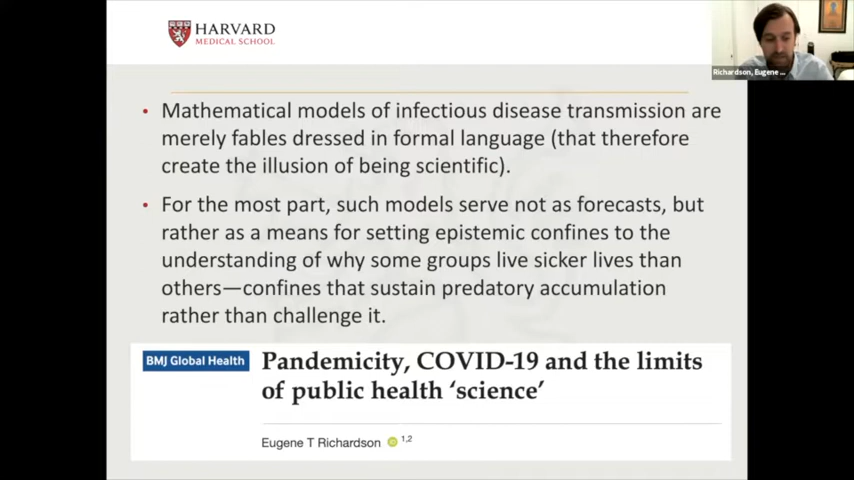 HARVARD
MEDICAL SCHOOL
Richardson, Eugene ...
• Mathematical models of infectious disease transmission are
merely fables dressed in formal language (that therefore
create the illusion of being scientific).
• For the most part, such models serve not as forecasts, but
rather as a means for setting epistemic confines to the
understanding of why some groups live sicker lives than
others—confines that sustain predatory accumulation
rather than challenge it.
BMJ Global Health
Pandemicity, COVID-19 and the limits
of public health ‘science’
Eugene T Richardson 1,2